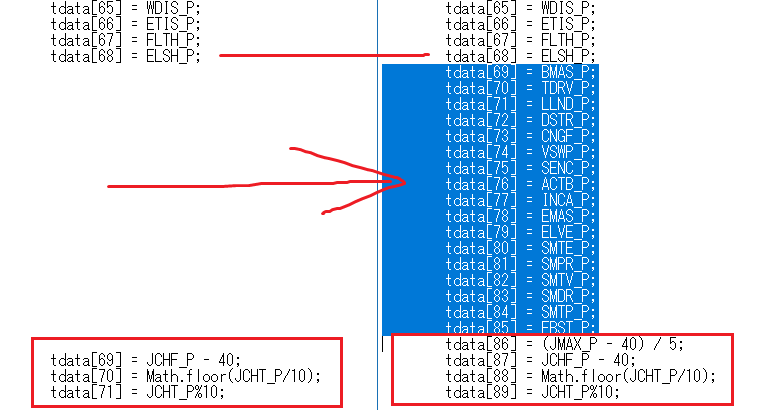 tdata[65] = WDIS_P;
tdata[66] = ETIS_P;
tdata[67] = FLTH_P;
tdata[68] = ELSH_P;
tdata[69] = JCHF_P - 40;
tdata[70] = Math.floor(JCHT_P/10);
tdata[71] = JCHT_P%10;
tdata[65] = WDIS_P;
tdata[66] = ETIS_P;
tdata[67] = FLTH_P;
tdata[68] = ELSH_P;
tdata[69] = BMAS_P;
tdata[70] = TDRV_P;
tdata[71] = LLND_P;
tdata[72] = DSTR_P;
tdata[73] = CNGF_P;
tdata[74] = VSWP_P;
tdata[75] = SENC_P;
tdata[76] = ACTB_P;
tdata[77] = INCA_P;
tdata[78] = EMAS_P;
tdata[79] = ELVE_P;
tdata[80] = SMTE_P;
tdata[81] = SMPR_P;
tdata[82] = SMTV_P;
tdata[83] = SMDR_P;
tdata[84] = SMTP_P;
tdata[85] = EBST_P;
tdata[86] = (JMAX_P - 40) / 5;
tdata[87] = JCHF_P - 40;
tdata[88] = Math.floor(JCHT_P/10);
tdata[89] = JCHT_P%10;